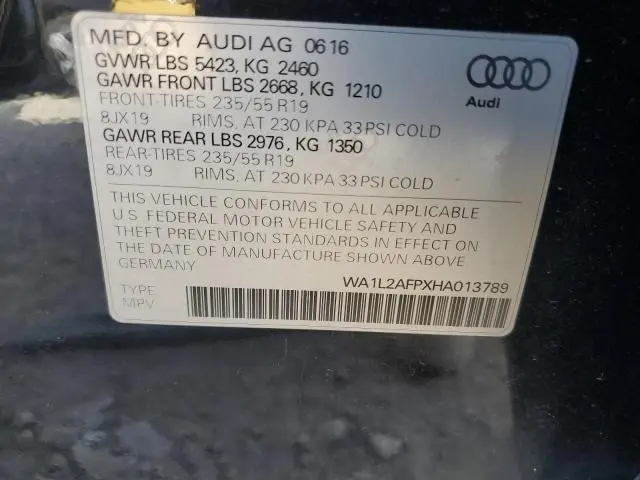 MFD. BY AUDI AG 0616
GVWR LBS 5423, KG 2460
GAWR FRONT LBS 2668, KG 1210
FRONT-TIRES 235/55 R19
8JX19 RIMS, AT 230 KPA 33 PSI COLD
GAWR REAR LBS 2976, KG 1350
REAR-TIRES 235/55 R19
8JX19 RIMS, AT 230 KPA 33 PSI COLD
Audi
THIS VEHICLE CONFORMS TO ALL APPLICABLE
U.S. FEDERAL MOTOR VEHICLE SAFETY AND
THEFT PREVENTION STANDARDS IN EFFECT ON
THE DATE OF MANUFACTURE SHOWN ABOVE
GERMANY
WA1L2AFPXHA013789
TYPE
MPV